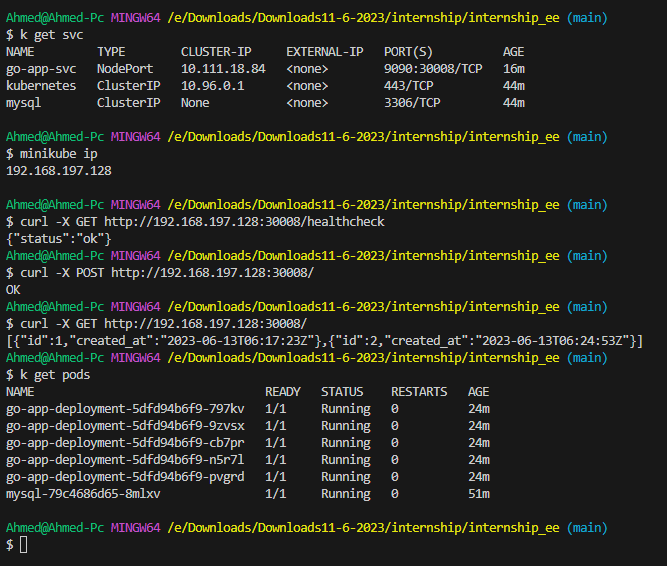 Ahmed@Ahmed-Pc MINGW64 /e/Downloads/Downloads11-6-2023/internship/internship_ee (main)
$ k get svc
NAME         TYPE        CLUSTER-IP     EXTERNAL-IP   PORT(S)          AGE
go-app-svc   NodePort    10.111.18.84   <none>        9090:30008/TCP   16m
kubernetes   ClusterIP   10.96.0.1      <none>        443/TCP          44m
mysql        ClusterIP   None           <none>        3306/TCP         44m
Ahmed@Ahmed-Pc MINGW64 /e/Downloads/Downloads11-6-2023/internship/internship_ee (main)
$ minikube ip
192.168.197.128
Ahmed@Ahmed-Pc MINGW64 /e/Downloads/Downloads11-6-2023/internship/internship_ee (main)
$ curl -X GET http://192.168.197.128:30008/healthcheck
{"status":"ok"}
Ahmed@Ahmed-Pc MINGW64 /e/Downloads/Downloads11-6-2023/internship/internship_ee (main)
$ curl -X POST http://192.168.197.128:30008/
OK
Ahmed@Ahmed-Pc MINGW64 /e/Downloads/Downloads11-6-2023/internship/internship_ee (main)
$ curl -X GET http://192.168.197.128:30008/
[{"id":1,"created_at":"2023-06-13T06:17:23Z"},{"id":2,"created_at":"2023-06-13T06:24:53Z"}]
Ahmed@Ahmed-Pc MINGW64 /e/Downloads/Downloads11-6-2023/internship/internship_ee (main)
$ k get pods
NAME                                 READY   STATUS    RESTARTS   AGE
go-app-deployment-5dfd94b6f9-797kv   1/1     Running   0          24m
go-app-deployment-5dfd94b6f9-9zvsx   1/1     Running   0          24m
go-app-deployment-5dfd94b6f9-cb7pr   1/1     Running   0          24m
go-app-deployment-5dfd94b6f9-n5r7l   1/1     Running   0          24m
go-app-deployment-5dfd94b6f9-pvgrd   1/1     Running   0          24m
mysql-79c4686d65-8mlxv               1/1     Running   0          51m
Ahmed@Ahmed-Pc MINGW64 /e/Downloads/Downloads11-6-2023/internship/internship_ee (main)
$